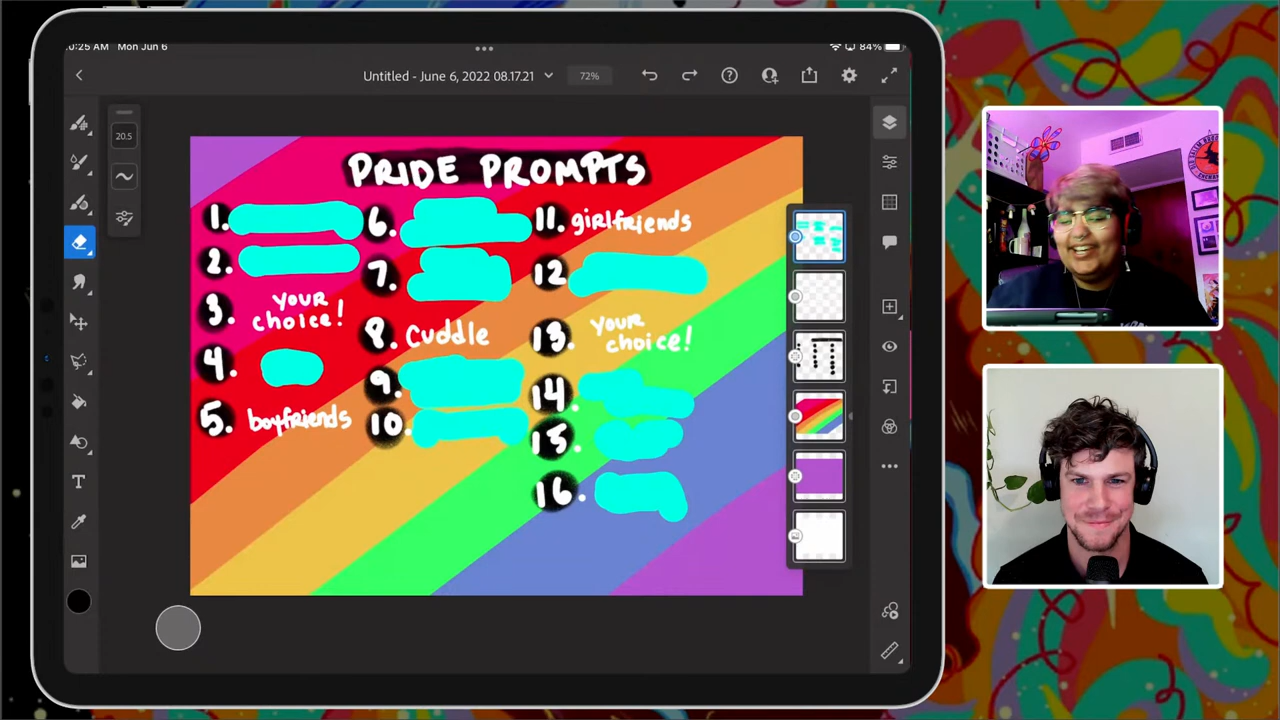 0:25 AM Mon Jun 6
84%
Untitled - June 6, 2022 08.17.21
72%
20.5
PRIDE PROMPTS
1.
2.
3. YOUR choice!
4.
5. boyfriends
6.
7.
8. Cuddle
9.
10.
11. girlfriends
12
13. YOUR choice!
14.
15.
16.
T